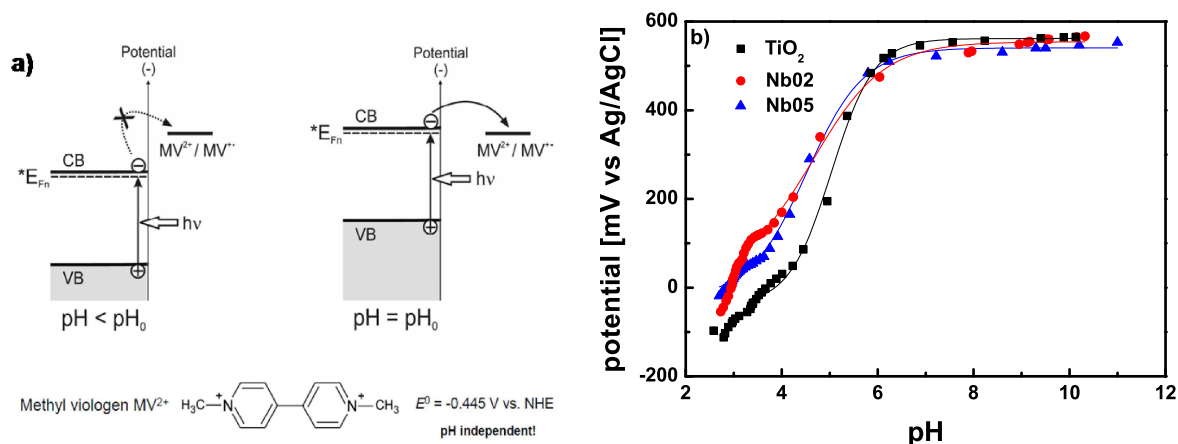 a)
Potential
(-)
CB
*E_Fn
MV²⁺ / MV⁺•
hν
VB
pH < pH₀
Potential
(-)
CB
*E_Fn
MV²⁺ / MV⁺•
hν
VB
pH = pH₀
Methyl viologen MV²⁺
H₃C N⁺ N⁺ CH₃
E⁰ = -0.445 V vs. NHE
pH independent!
b)
TiO₂
Nb02
Nb05
potential [mV vs Ag/AgCl]
600
400
200
0
-200
2 4 6 8 10 12
pH